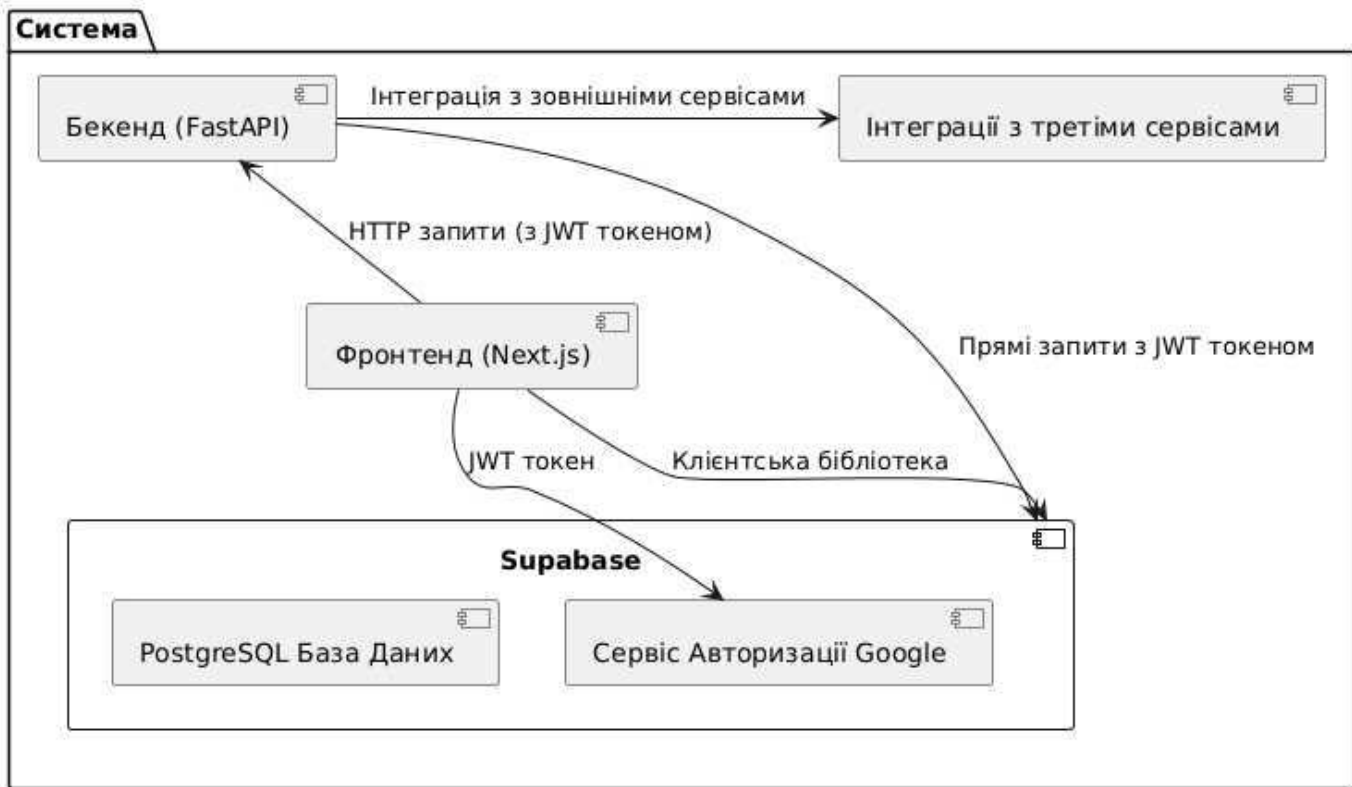 Система
Бекенд (FastAPI)
Інтеграція з зовнішніми сервісами
Інтеграції з третіми сервісами
HTTP запити (з JWT токеном)
Фронтенд (Next.js)
Прямі запити з JWT токеном
JWT токен
Клієнтська бібліотека
Supabase
PostgreSQL База Даних
Сервіс Авторизації Google